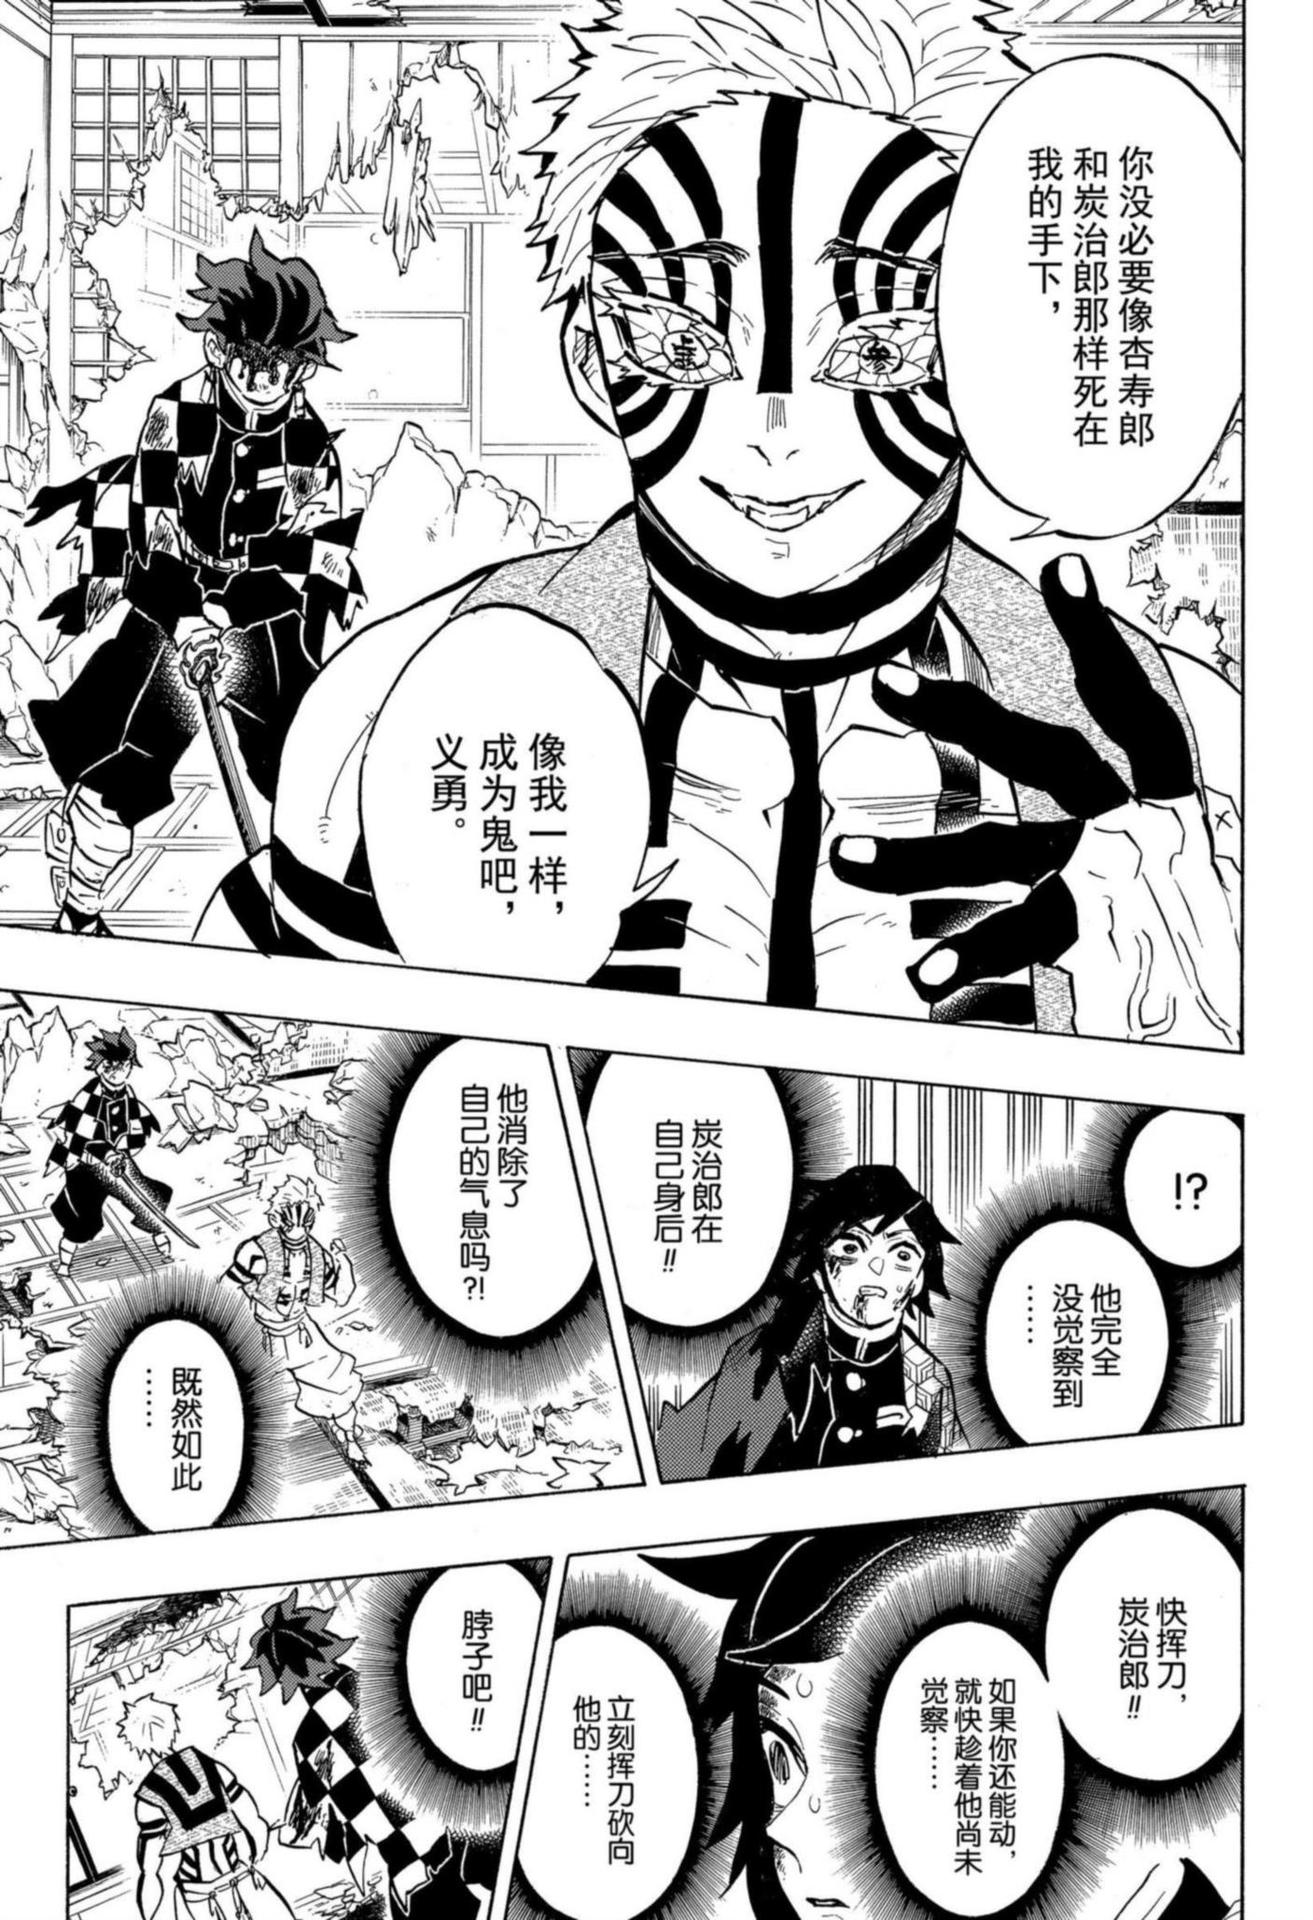 你没必要像杏寿郎
和炭治郎那样死在
我的手下，
像我一样，
成为鬼吧，
义勇。
上弦
参
!?
他完全
没觉察到
……
炭治郎在
自己身后!!
他消除了
自己的气息吗?!
既然如此
……
快挥刀，
炭治郎!!
如果你还能动，
就快趁着他尚未
觉察……
立刻挥刀砍向
他的……
脖子吧!!